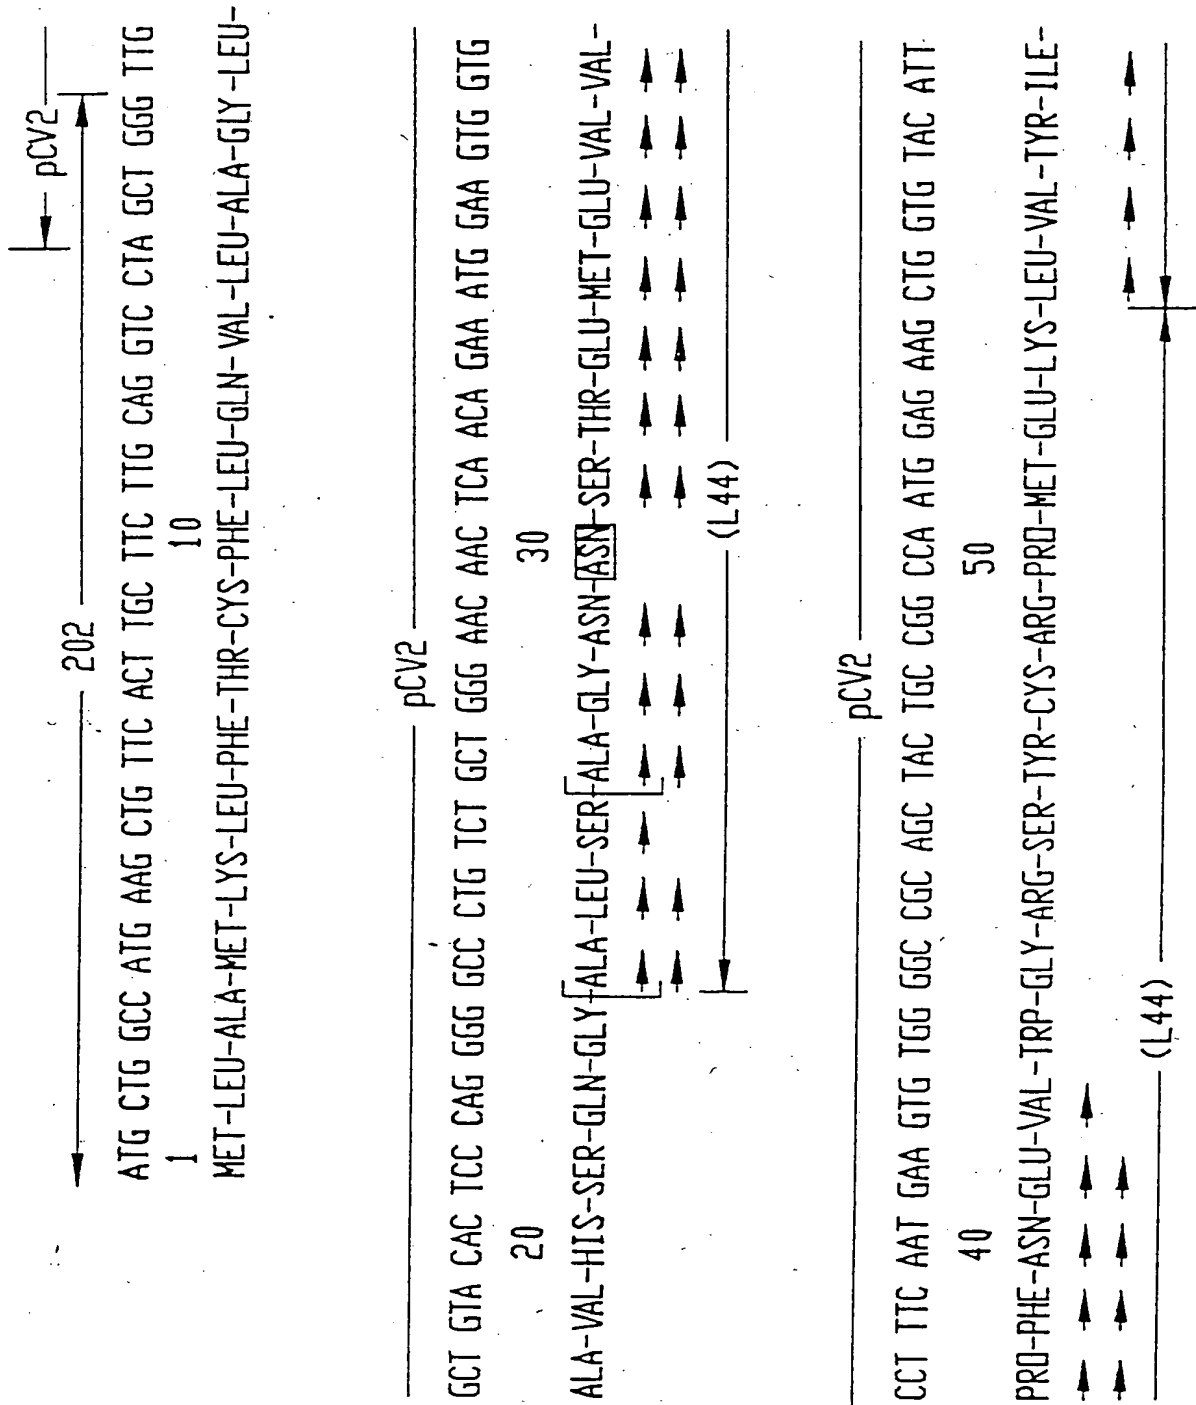 pCV2
202
ATG CTG GCC ATG AAG CTG TTC ACT TGC TTC TTG CAG GTC CTA GCT GGG TTG
1 10
MET-LEU-ALA-MET-LYS-LEU-PHE-THR-CYS-PHE-LEU-GLN-VAL-LEU-ALA-GLY-LEU-
pCV2
GCT GTA CAC TCC CAG GGG GCC CTG TCT GCT GGG AAC AAC TCA ACA GAA ATG GAA GTG GTG
20 30
ALA-VAL-HIS-SER-GLN-GLY-ALA-LEU-SER-ALA-GLY-ASN-ASN-SER-THR-GLU-MET-GLU-VAL-VAL-
(L44)
pCV2
CCT TTC AAT GAA GTG TGG GGC CGC AGC TAC TGC CGG CCA ATG GAG AAG CTG GTG TAC ATT
40 50
PRO-PHE-ASN-GLU-VAL-TRP-GLY-ARG-SER-TYR-CYS-ARG-PRO-MET-GLU-LYS-LEU-VAL-TYR-ILE-
(L44)